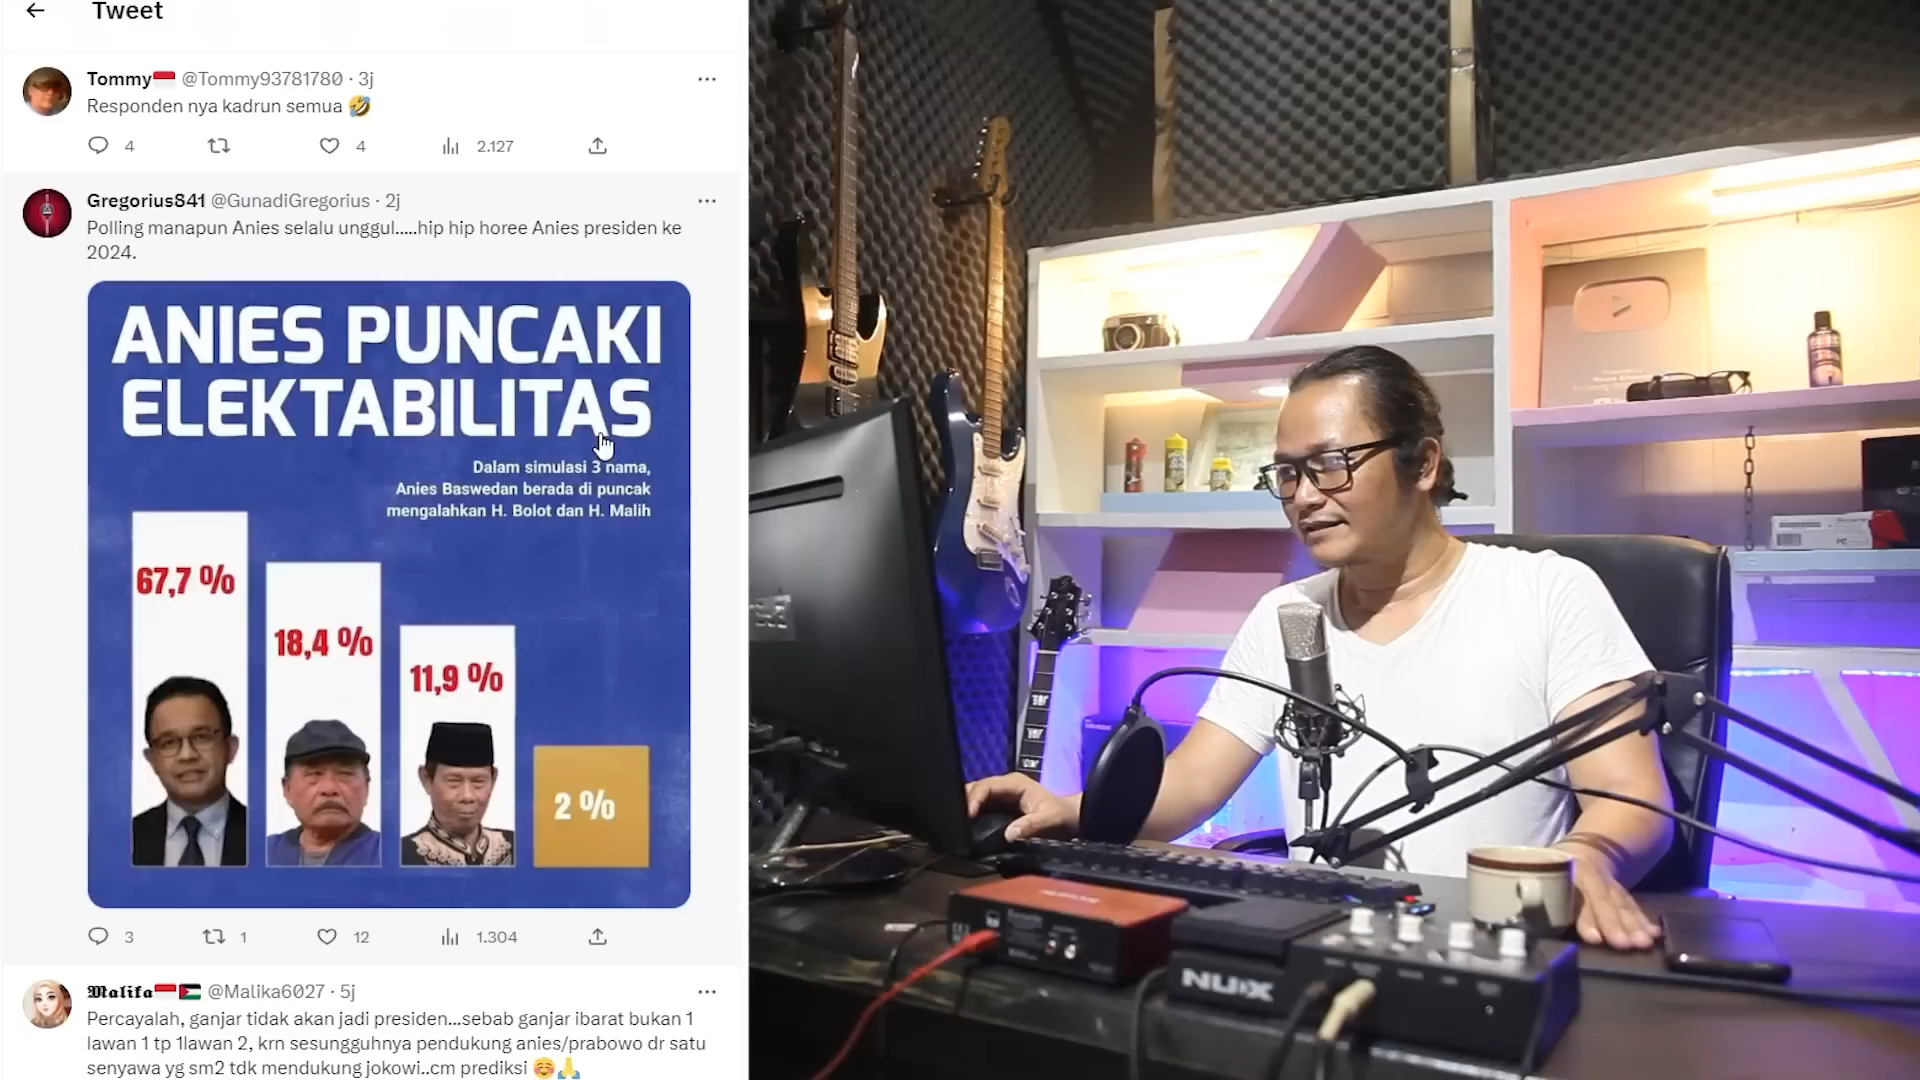 Tweet
Tommy🇮🇩 @Tommy93781780 · 3j
Responden nya kadrun semua 🤣
4 4 2.127
Gregorius841 @GunadiGregorius · 2j
Polling manapun Anies selalu unggul.....hip hip horee Anies presiden ke
2024.
ANIES PUNCAKI
ELEKTABILITAS
Dalam simulasi 3 nama,
Anies Baswedan berada di puncak
mengalahkan H. Bolot dan H. Malih
67,7 %
18,4 %
11,9 %
2 %
3 1 12 1.304
Malifa🇮🇩🇵🇸 @Malika6027 · 5j
Percayalah, ganjar tidak akan jadi presiden...sebab ganjar ibarat bukan 1
lawan 1 tp 1lawan 2, krn sesungguhnya pendukung anies/prabowo dr satu
senyawa yg sm2 tdk mendukung jokowi..cm prediksi ☺️🙏
NUX